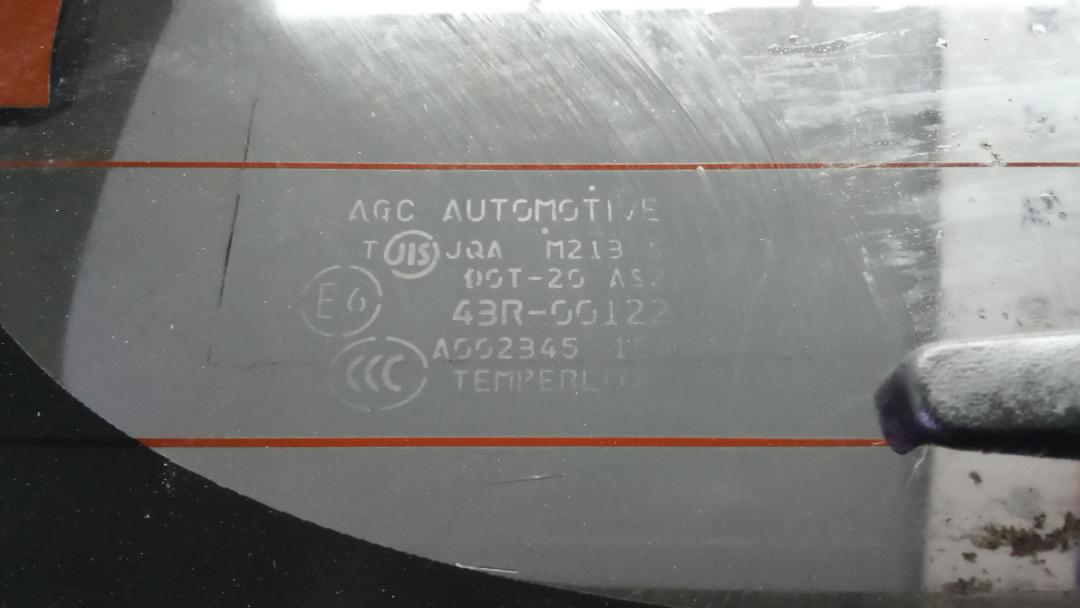 AGC AUTOMOTIVE
T JIS JQA M213
DOT-20 AS2
E6 43R-00122
CCC A002345
TEMPERLITE